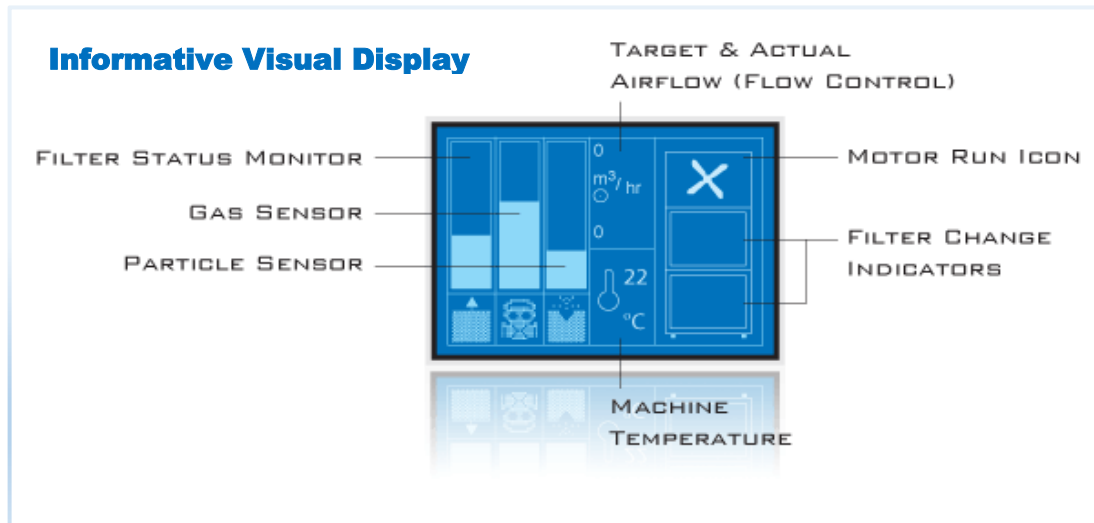 Informative Visual Display
TARGET & ACTUAL
AIRFLOW (FLOW CONTROL)
FILTER STATUS MONITOR
GAS SENSOR
PARTICLE SENSOR
0
m³/ hr
0
22
°C
MOTOR RUN ICON
FILTER CHANGE
INDICATORS
MACHINE
TEMPERATURE